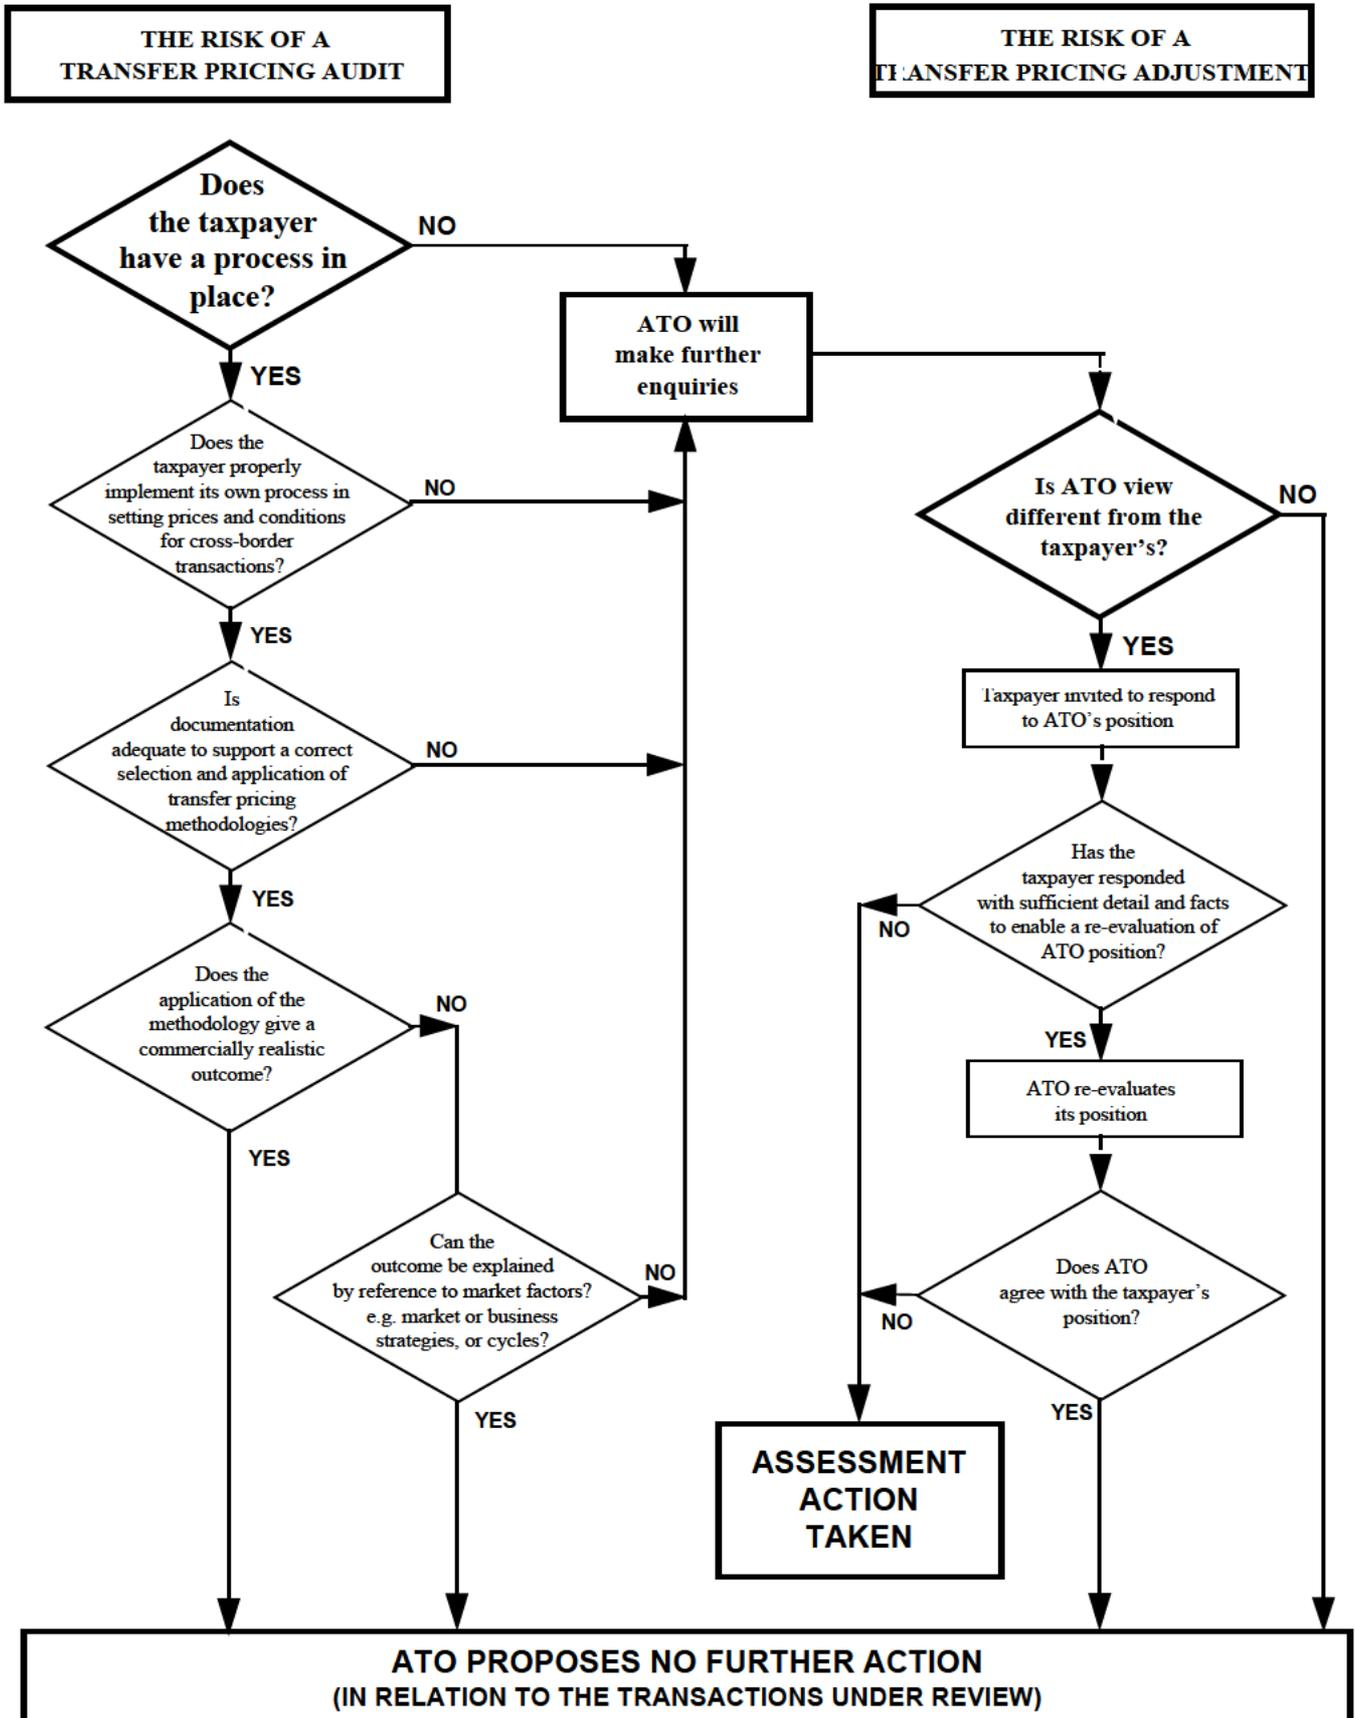 THE RISK OF A
TRANSFER PRICING AUDIT
THE RISK OF A
TRANSFER PRICING ADJUSTMENT
Does
the taxpayer
have a process in
place?
NO
YES
ATO will
make further
enquiries
Does the
taxpayer properly
implement its own process in
setting prices and conditions
for cross-border
transactions?
NO
YES
Is
documentation
adequate to support a correct
selection and application of
transfer pricing
methodologies?
NO
YES
Does the
application of the
methodology give a
commercially realistic
outcome?
NO
YES
Can the
outcome be explained
by reference to market factors?
e.g. market or business
strategies, or cycles?
NO
YES
Is ATO view
different from the
taxpayer's?
NO
YES
Taxpayer invited to respond
to ATO's position
Has the
taxpayer responded
with sufficient detail and facts
to enable a re-evaluation of
ATO position?
NO
YES
ATO re-evaluates
its position
Does ATO
agree with the taxpayer's
position?
NO
YES
ASSESSMENT
ACTION
TAKEN
ATO PROPOSES NO FURTHER ACTION
(IN RELATION TO THE TRANSACTIONS UNDER REVIEW)